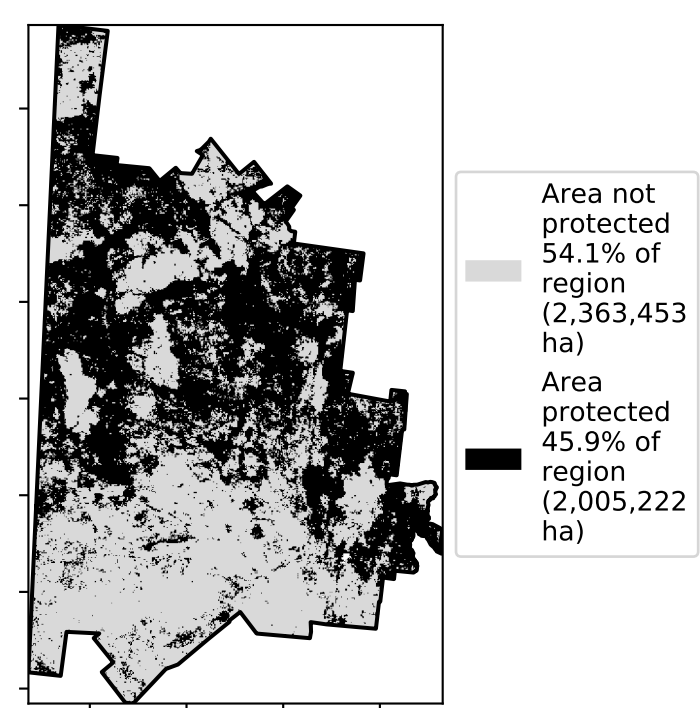 Area not
protected
54.1% of
region
(2,363,453
ha)
Area
protected
45.9% of
region
(2,005,222
ha)